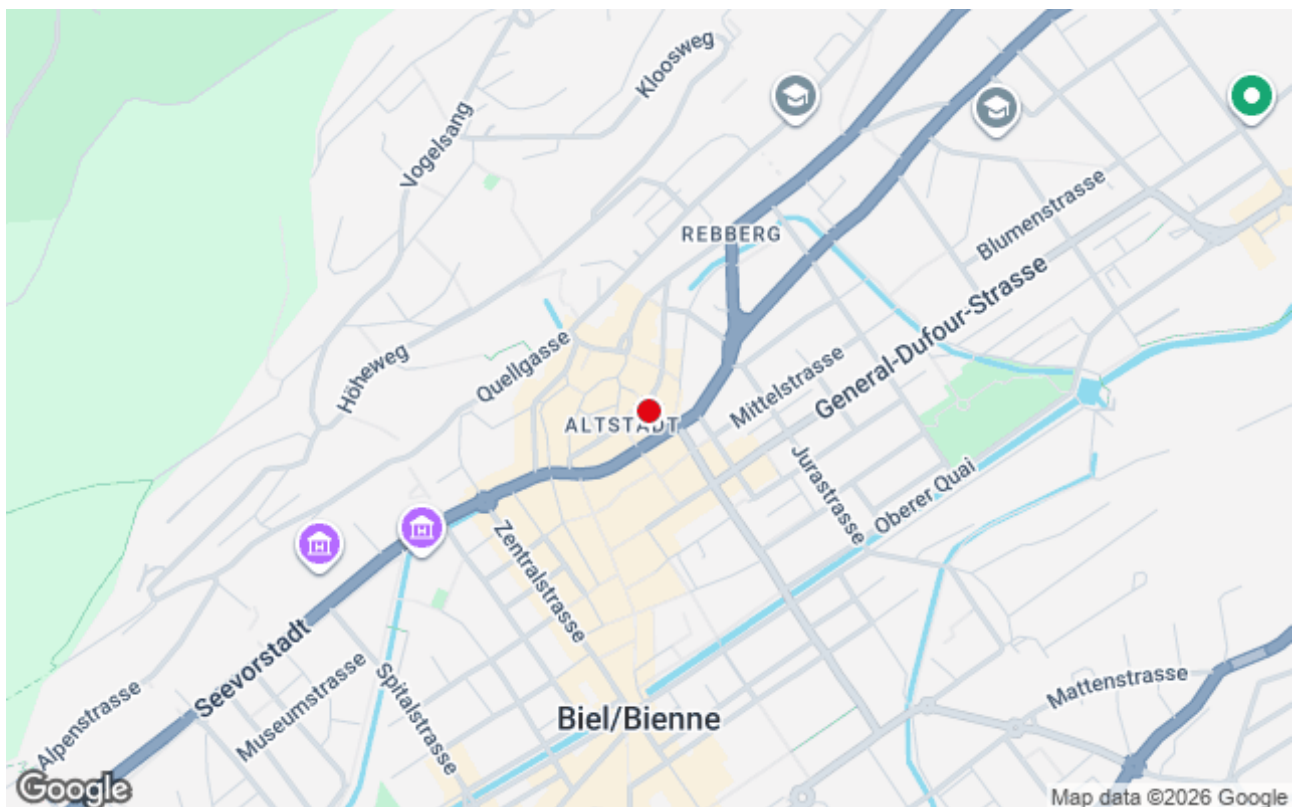 Kloosweg
Vogelsang
REBBERG
Blumenstrasse
General-Dufour-Strasse
Höheweg
Quellgasse
Mittelstrasse
ALTSTADT
Jurastrasse
Oberer Quai
Zentralstrasse
Seevorstadt
Museumstrasse
Spitalstrasse
Alpenstrasse
Mattenstrasse
Biel/Bienne
Google
Map data ©2026 Google